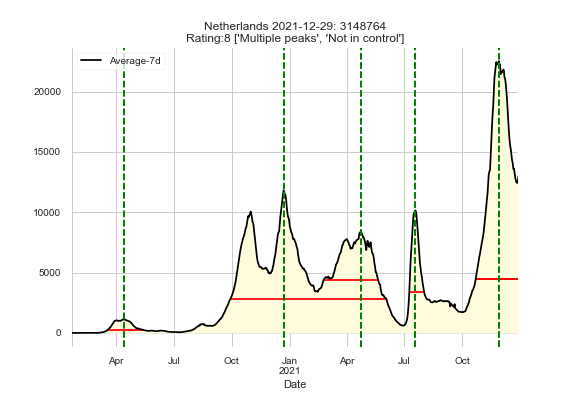 Netherlands 2021-12-29: 3148764
Rating:8 ['Multiple peaks', 'Not in control']
Average-7d
20000
15000
10000
5000
0
Apr Jul Oct Jan Apr Jul Oct
2021
Date